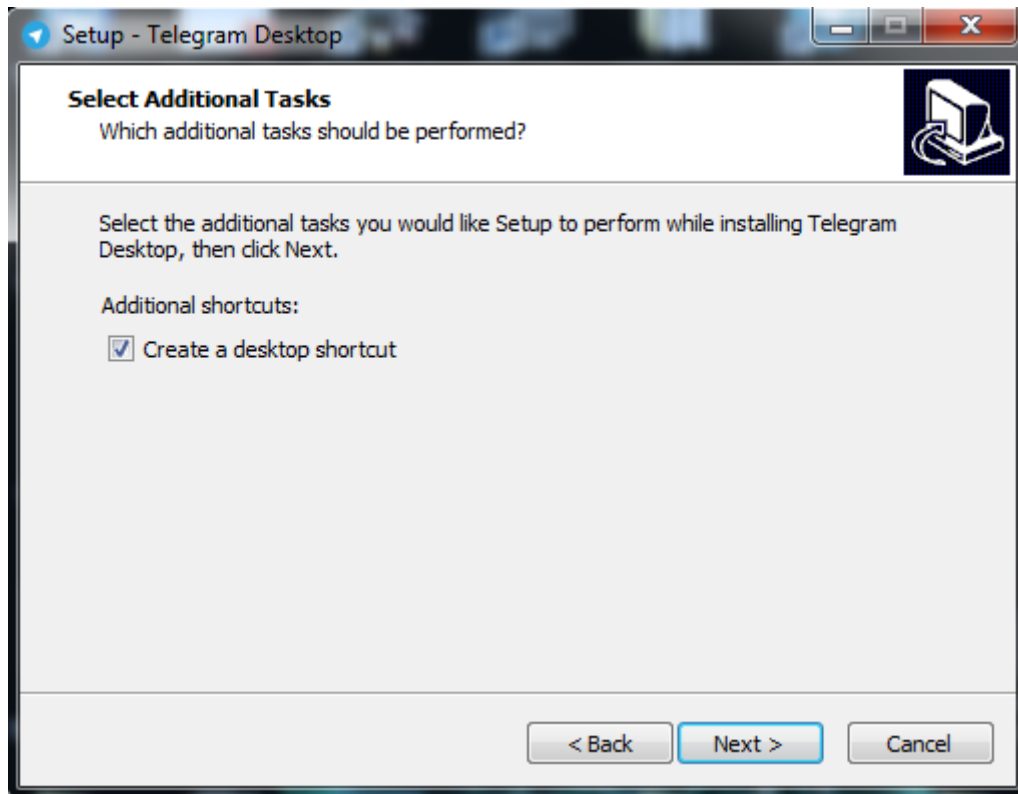 Setup - Telegram Desktop
Select Additional Tasks
Which additional tasks should be performed?
Select the additional tasks you would like Setup to perform while installing Telegram
Desktop, then click Next.
Additional shortcuts:
Create a desktop shortcut
< Back
Next >
Cancel